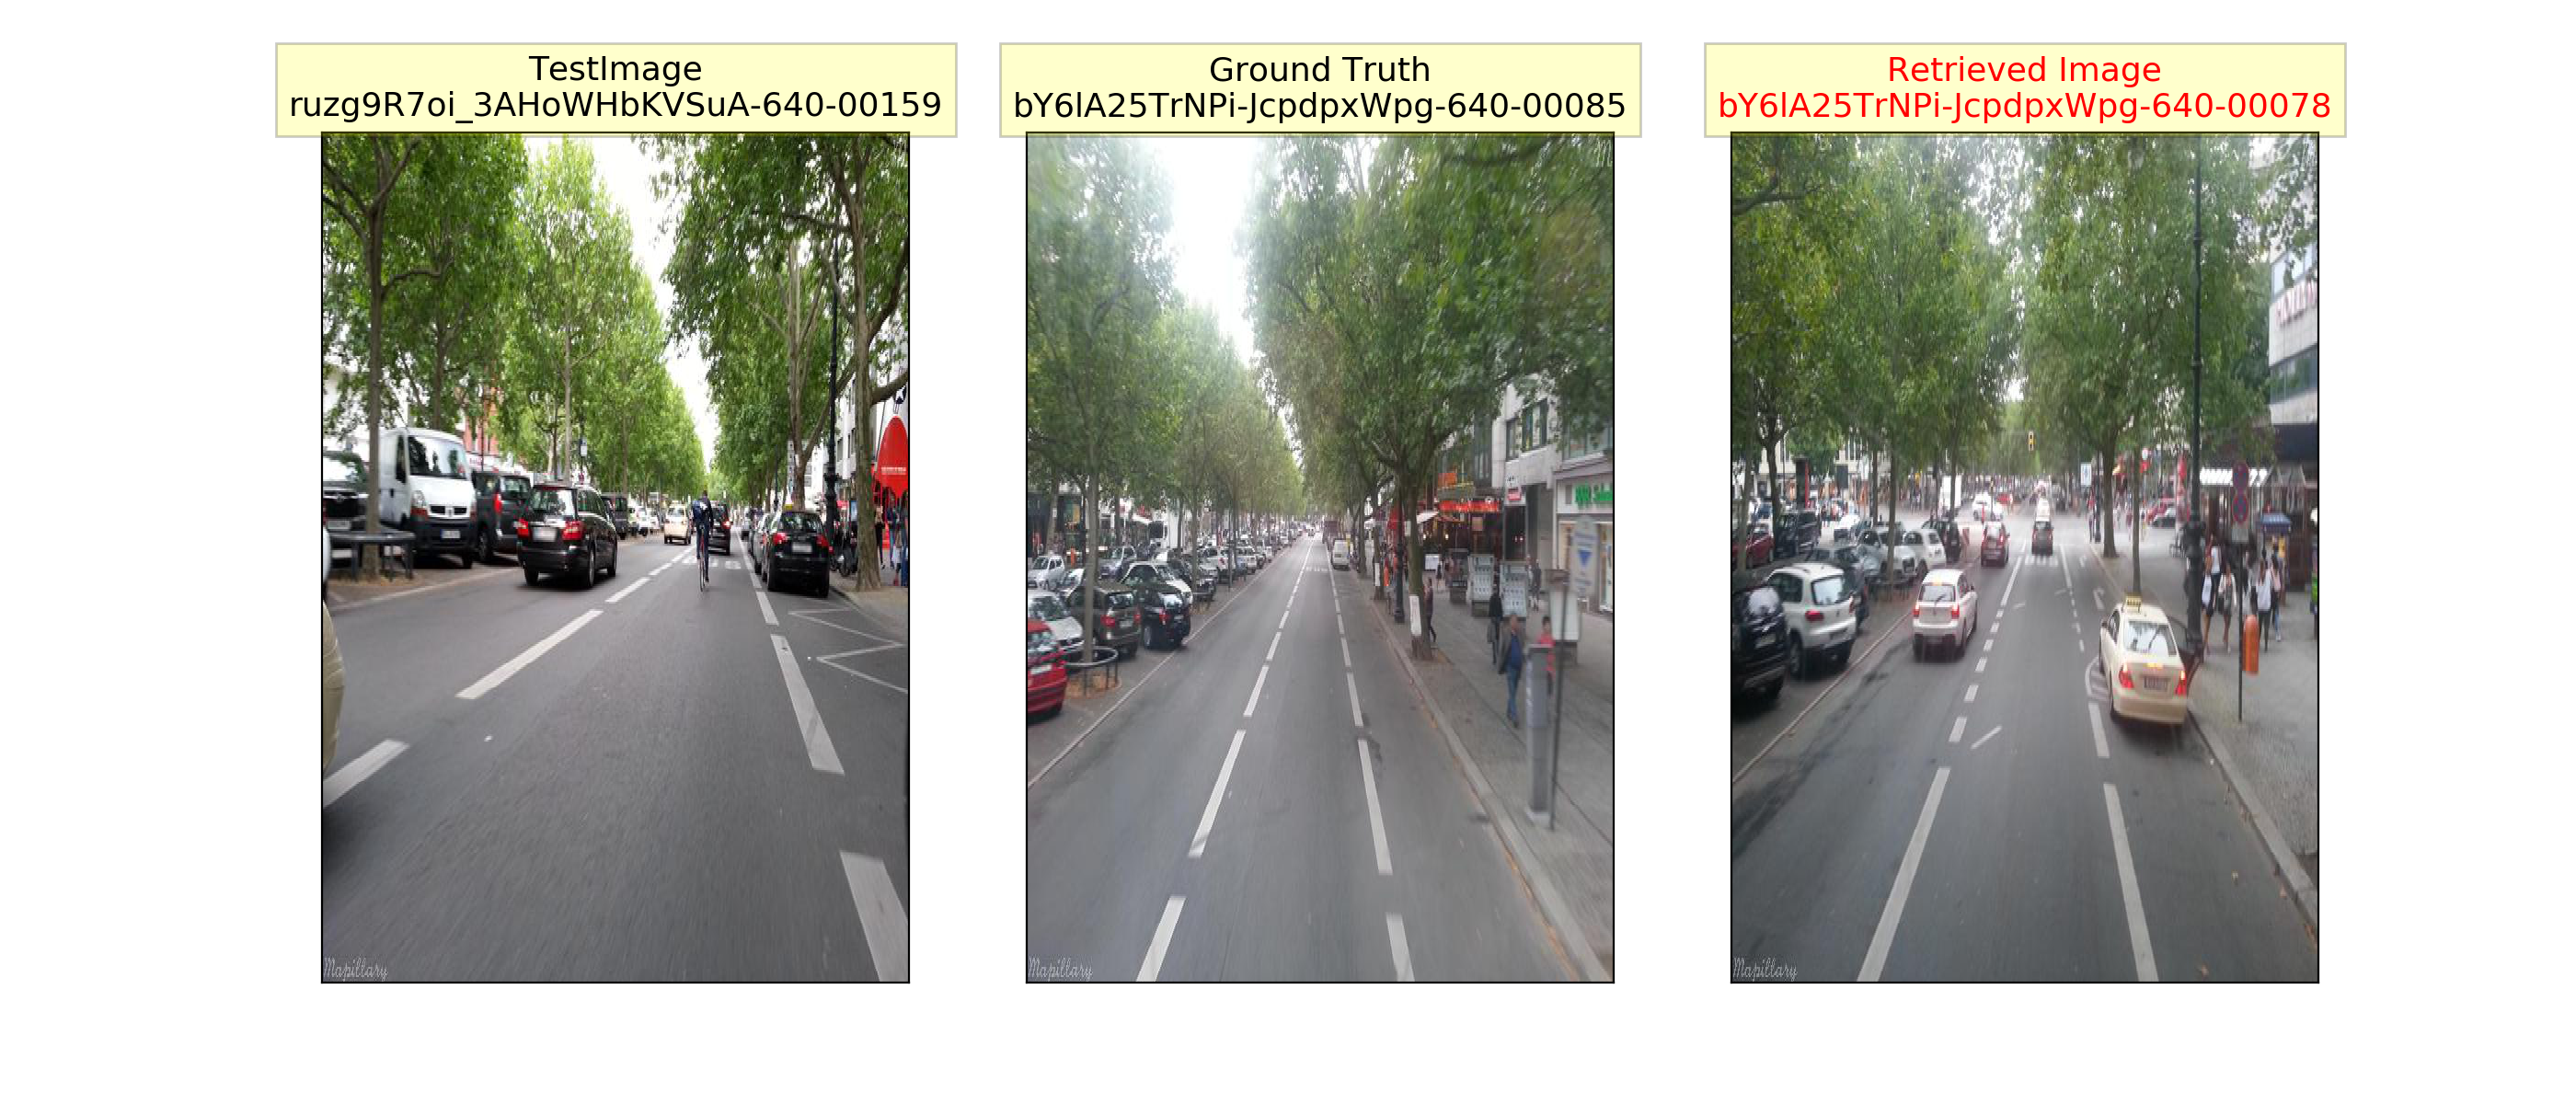 TestImage
ruzg9R7oi_3AHoWHbKVSuA-640-00159
Ground Truth
bY6lA25TrNPi-JcpdpxWpg-640-00085
Retrieved Image
bY6lA25TrNPi-JcpdpxWpg-640-00078
Mapillary
Mapillary
Mapillary